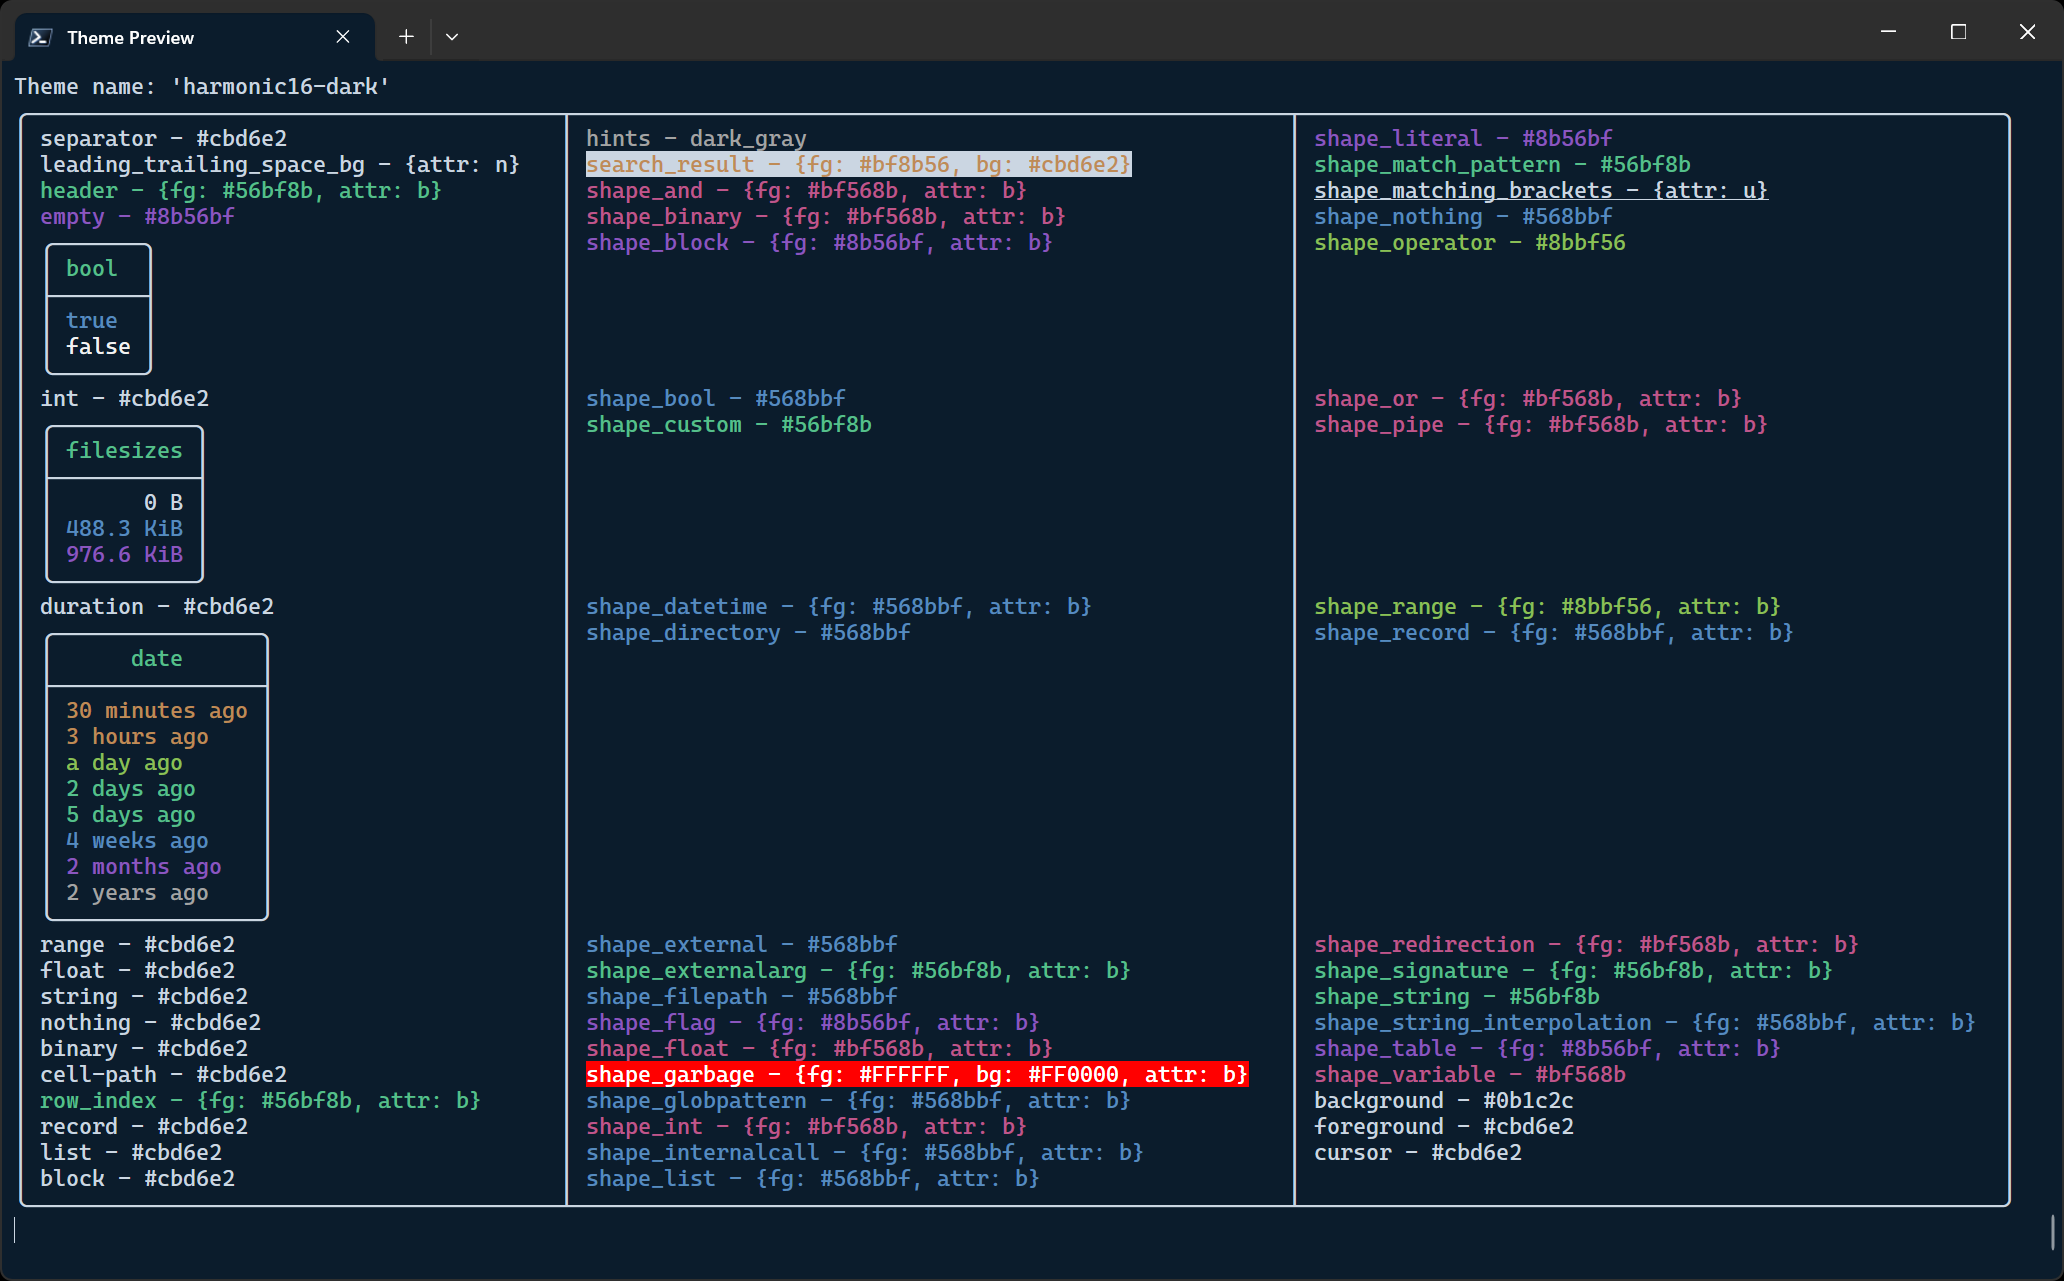 Theme Preview
Theme name: 'harmonic16-dark'
separator - #cbd6e2
leading_trailing_space_bg - {attr: n}
header - {fg: #56bf8b, attr: b}
empty - #8b56bf
bool
true
false
int - #cbd6e2
filesizes
0 B
488.3 KiB
976.6 KiB
duration - #cbd6e2
date
30 minutes ago
3 hours ago
a day ago
2 days ago
5 days ago
4 weeks ago
2 months ago
2 years ago
range - #cbd6e2
float - #cbd6e2
string - #cbd6e2
nothing - #cbd6e2
binary - #cbd6e2
cell-path - #cbd6e2
row_index - {fg: #56bf8b, attr: b}
record - #cbd6e2
list - #cbd6e2
block - #cbd6e2
hints - dark_gray
search_result - {fg: #bf8b56, bg: #cbd6e2}
shape_and - {fg: #bf568b, attr: b}
shape_binary - {fg: #bf568b, attr: b}
shape_block - {fg: #8b56bf, attr: b}
shape_bool - #568bbf
shape_custom - #56bf8b
shape_datetime - {fg: #568bbf, attr: b}
shape_directory - #568bbf
shape_external - #568bbf
shape_externalarg - {fg: #56bf8b, attr: b}
shape_filepath - #568bbf
shape_flag - {fg: #8b56bf, attr: b}
shape_float - {fg: #bf568b, attr: b}
shape_garbage - {fg: #FFFFFF, bg: #FF0000, attr: b}
shape_globpattern - {fg: #568bbf, attr: b}
shape_int - {fg: #bf568b, attr: b}
shape_internalcall - {fg: #568bbf, attr: b}
shape_list - {fg: #568bbf, attr: b}
shape_literal - #8b56bf
shape_match_pattern - #56bf8b
shape_matching_brackets - {attr: u}
shape_nothing - #568bbf
shape_operator - #8bbf56
shape_or - {fg: #bf568b, attr: b}
shape_pipe - {fg: #bf568b, attr: b}
shape_range - {fg: #8bbf56, attr: b}
shape_record - {fg: #568bbf, attr: b}
shape_redirection - {fg: #bf568b, attr: b}
shape_signature - {fg: #56bf8b, attr: b}
shape_string - #56bf8b
shape_string_interpolation - {fg: #568bbf, attr: b}
shape_table - {fg: #8b56bf, attr: b}
shape_variable - #bf568b
background - #0b1c2c
foreground - #cbd6e2
cursor - #cbd6e2